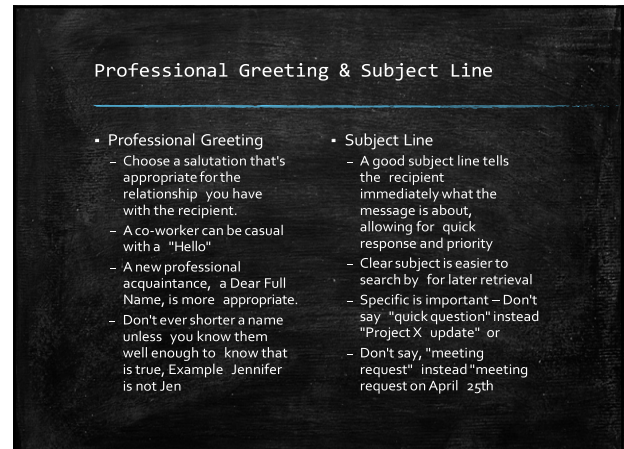 Professional Greeting & Subject Line
▪ Professional Greeting
– Choose a salutation that's
appropriate for the
relationship you have
with the recipient.
– A co-worker can be casual
with a "Hello"
– A new professional
acquaintance, a Dear Full
Name, is more appropriate.
– Don't ever shorter a name
unless you know them
well enough to know that
is true, Example Jennifer
is not Jen
▪ Subject Line
– A good subject line tells
the recipient
immediately what the
message is about,
allowing for quick
response and priority
– Clear subject is easier to
search by for later retrieval
– Specific is important – Don't
say "quick question" instead
"Project X update" or
– Don't say, "meeting
request" instead "meeting
request on April 25th